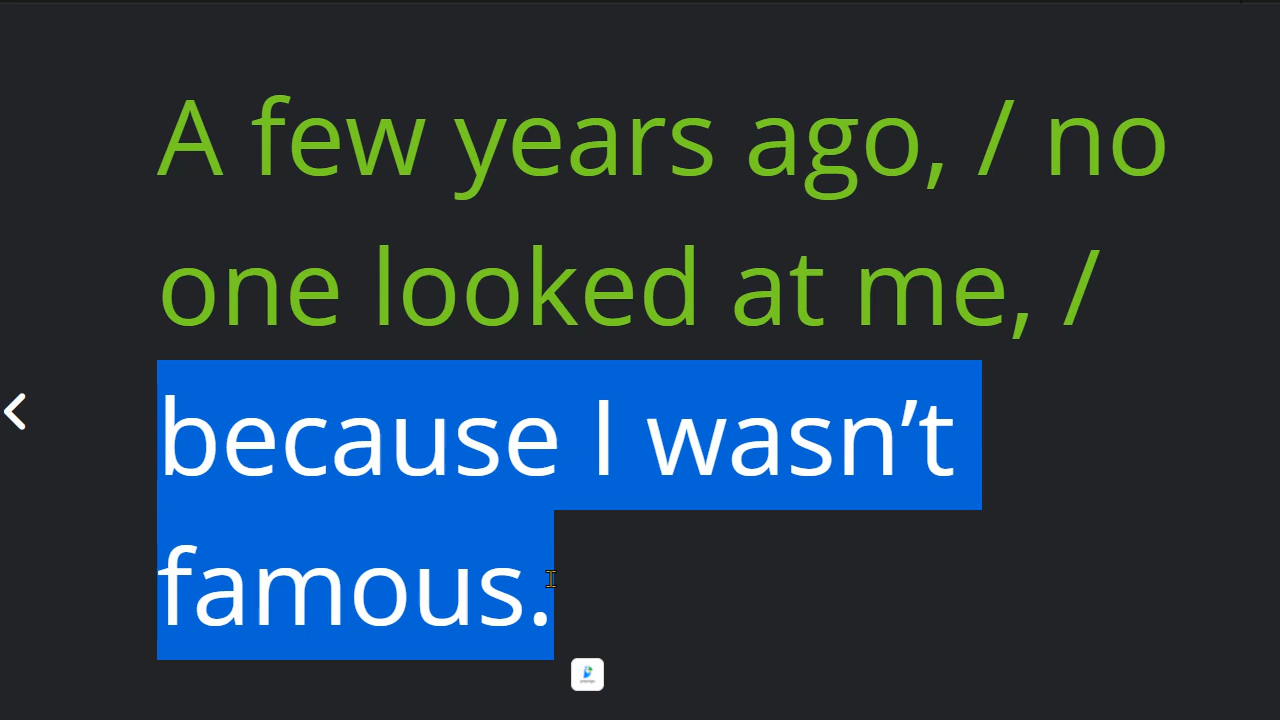 A few years ago, / no
one looked at me, /
because I wasn’t
famous.